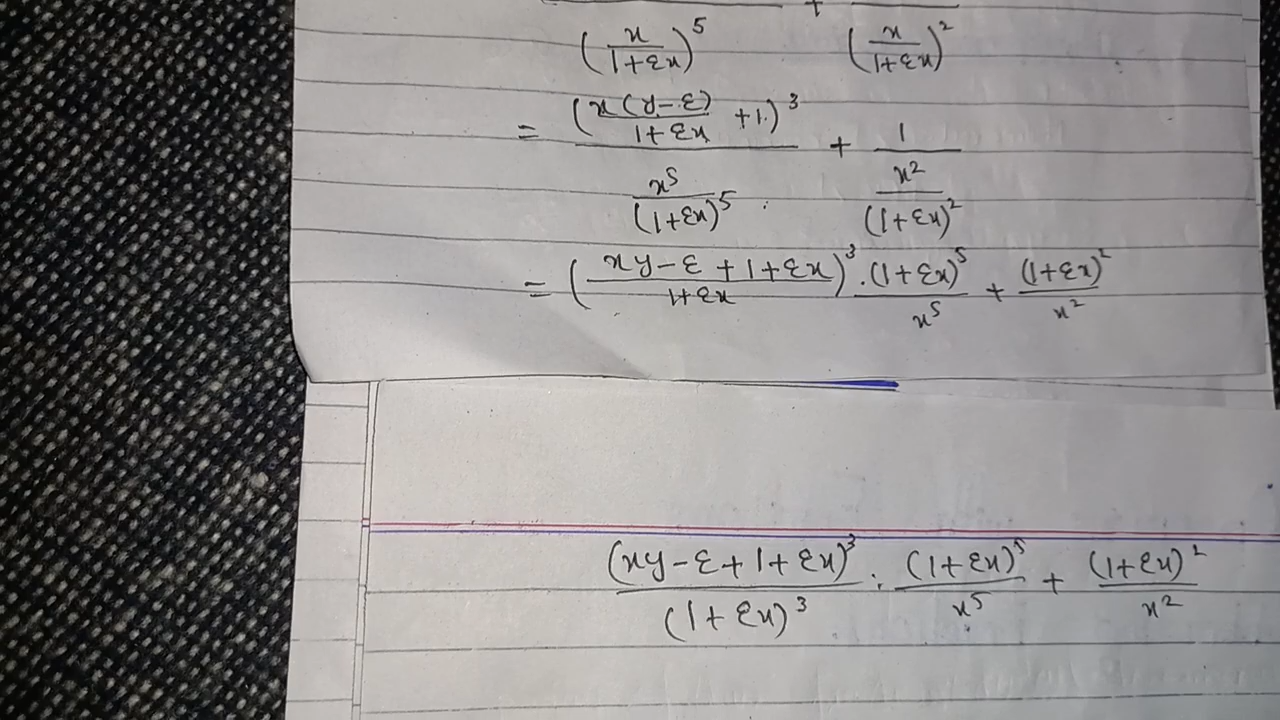 +
(x/(1+εx))^5 (x/(1+εx))^2
= (x(y-ε)/(1+εx) +1.)^3 / (x^5/(1+εx)^5) + 1/(x^2/(1+εx)^2)
= ((xy-ε+1+εx)/(1+εx))^3 . (1+εx)^5/x^5 + (1+εx)^2/x^2
(xy-ε+1+εx)^3/(1+εx)^3 . (1+εx)^5/x^5 + (1+εx)^2/x^2